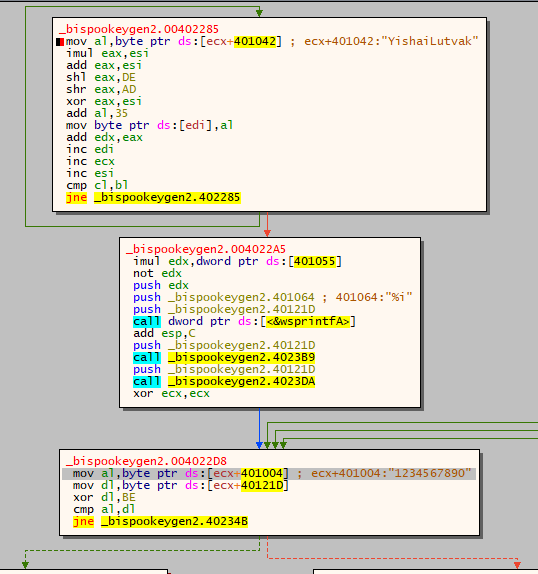 _bispookeygen2.00402285
mov al,byte ptr ds:[ecx+401042] ; ecx+401042:"YishaiLutvak"
imul eax,esi
add eax,esi
shl eax,DE
shr eax,AD
xor eax,esi
add al,35
mov byte ptr ds:[edi],al
add edx,eax
inc edi
inc ecx
inc esi
cmp cl,bl
jne _bispookeygen2.402285
_bispookeygen2.004022A5
imul edx,dword ptr ds:[401055]
not edx
push edx
push _bispookeygen2.401064 ; 401064:"%i"
push _bispookeygen2.40121D
call dword ptr ds:[<&wsprintfA>]
add esp,C
push _bispookeygen2.40121D
call _bispookeygen2.4023B9
push _bispookeygen2.40121D
call _bispookeygen2.4023DA
xor ecx,ecx
_bispookeygen2.004022D8
mov al,byte ptr ds:[ecx+401004] ; ecx+401004:"1234567890"
mov dl,byte ptr ds:[ecx+40121D]
xor dl,BE
cmp al,dl
jne _bispookeygen2.40234B